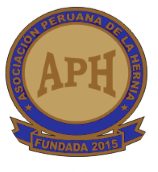 ASOCIACIÓN PERUANA DE LA HERNIA
APH
FUNDADA 2015